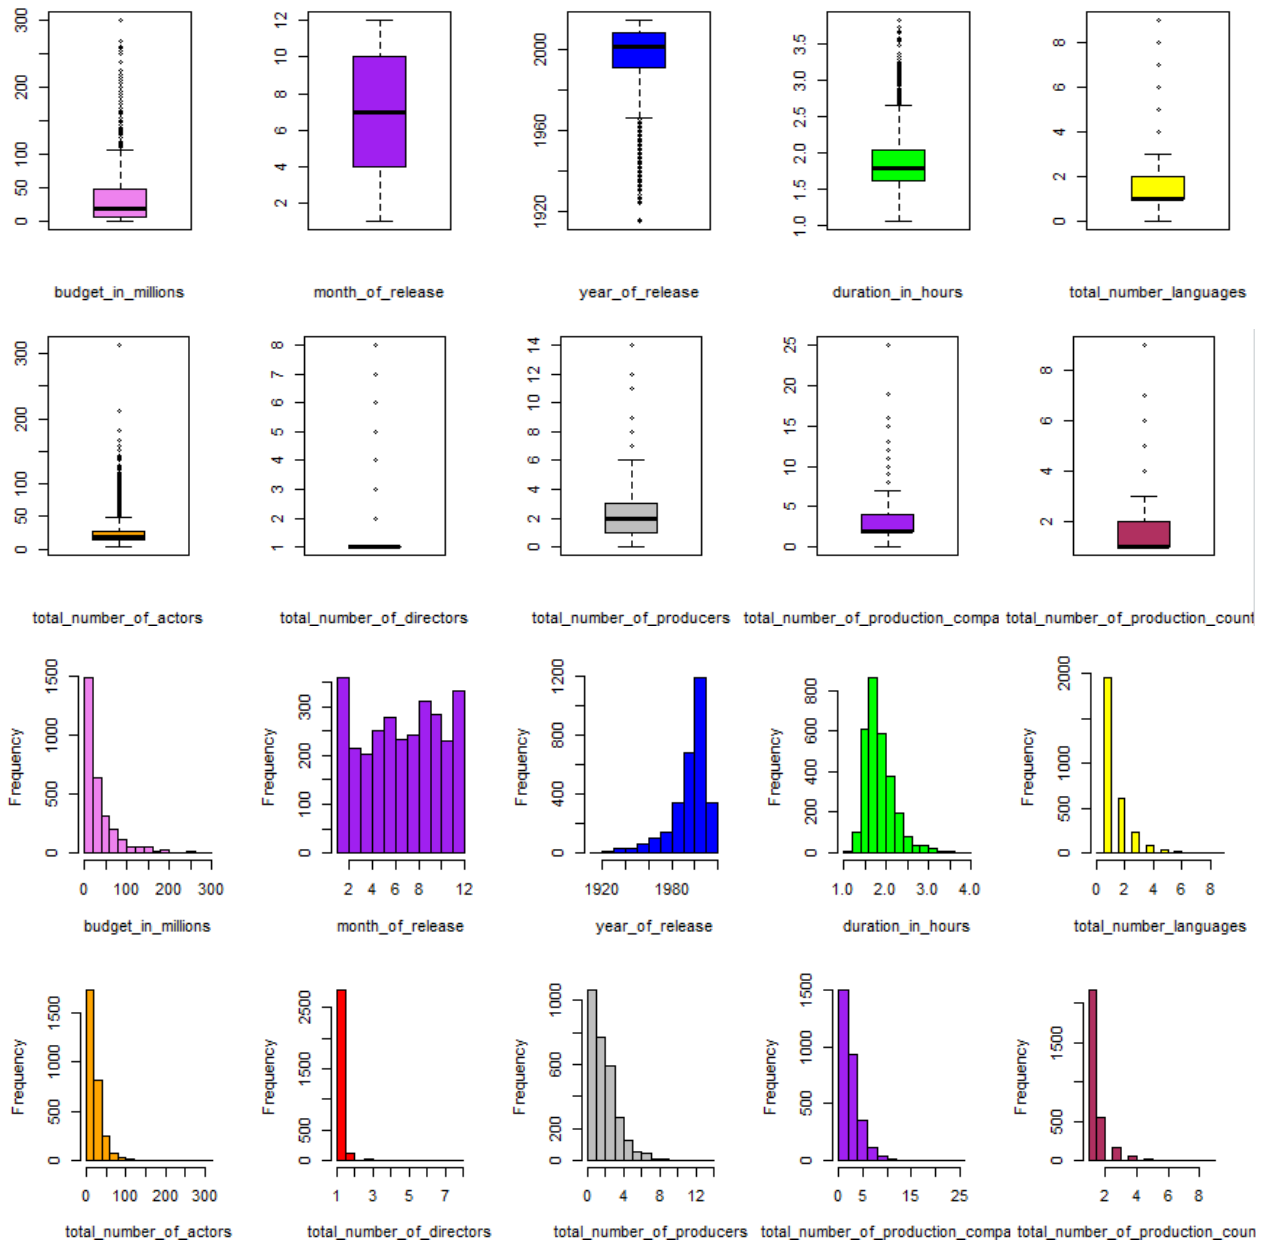 300
100
50
0
budget_in_millions
12
10
8
6
4
2
month_of_release
2000
1960
1920
year_of_release
3.5
3.0
2.5
2.0
1.5
1.0
duration_in_hours
8
6
4
2
0
total_number_languages
300
200
100
50
0
total_number_of_actors
8
7
6
5
4
3
2
1
total_number_of_directors
14
12
10
8
6
4
2
0
total_number_of_producers
25
20
15
10
5
0
total_number_of_production_compa
8
6
4
2
total_number_of_production_count
Frequency
1500
500
0
0 100 200 300
budget_in_millions
Frequency
300
200
100
0
2 4 6 8 12
month_of_release
Frequency
1200
800
400
0
1920 1980
year_of_release
Frequency
800
600
400
200
0
1.0 2.0 3.0 4.0
duration_in_hours
Frequency
2000
1000
500
0
0 2 4 6 8
total_number_languages
Frequency
1500
1000
500
0
0 100 300
total_number_of_actors
Frequency
2500
1500
500
0
1 3 5 7
total_number_of_directors
Frequency
1000
600
200
0
0 4 8 12
total_number_of_producers
Frequency
1500
1000
500
0
0 5 15 25
total_number_of_production_compa
Frequency
1500
500
0
2 4 6 8
total_number_of_production_coun